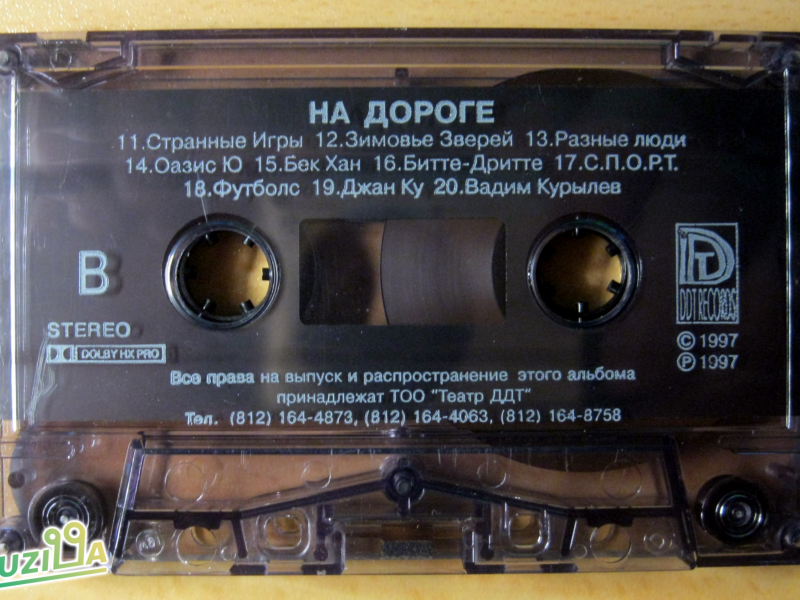 НА ДОРОГЕ
11.Странные Игры 12.Зимовье Зверей 13.Разные люди
14.Оазис Ю 15.Бек Хан 16.Битте-Дритте 17.С.П.О.Р.Т.
18.Футболс 19.Джан Ку 20.Вадим Курылев
B
STEREO
DOLBY HX PRO
DDT RECORDS
© 1997
℗ 1997
Все права на выпуск и распространение этого альбома
принадлежат ТОО "Театр ДДТ"
Тел. (812) 164-4873, (812) 164-4063, (812) 164-8758